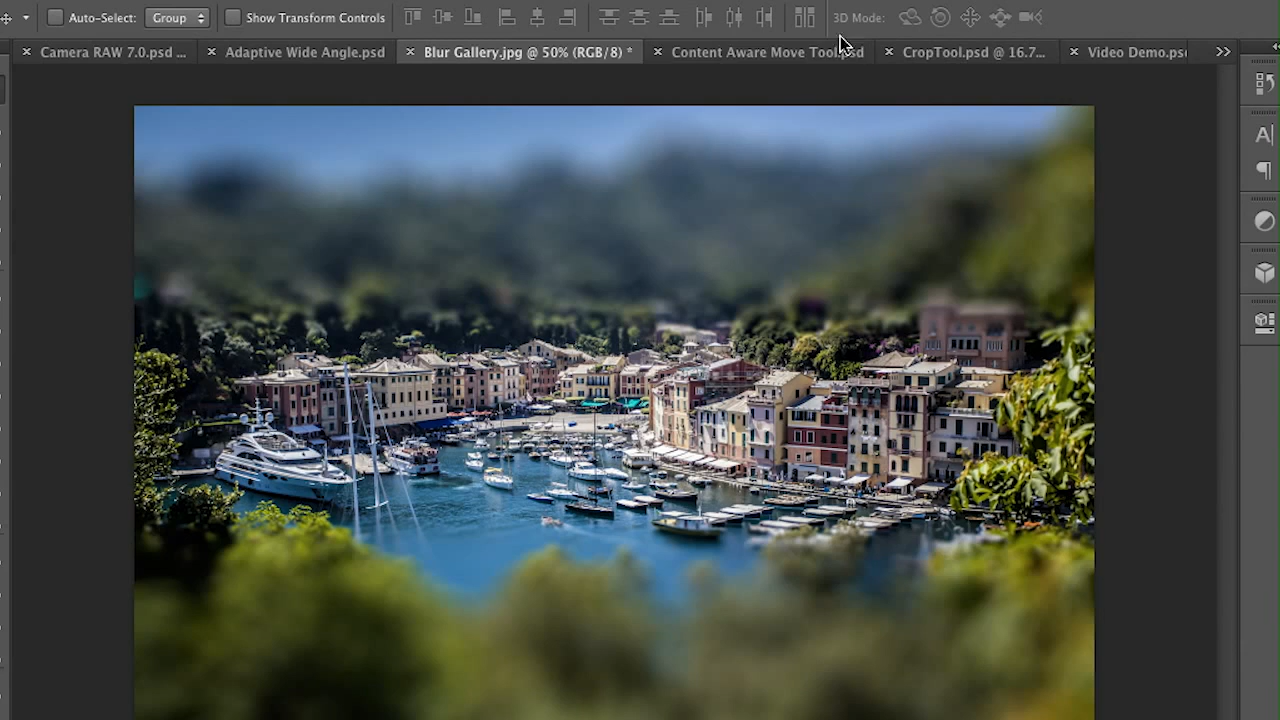 Auto-Select: Group Show Transform Controls 3D Mode:
Camera RAW 7.0.psd ... Adaptive Wide Angle.psd Blur Gallery.jpg @ 50% (RGB/8) * Content Aware Move Tool.psd CropTool.psd @ 16.7... Video Demo.psd
A